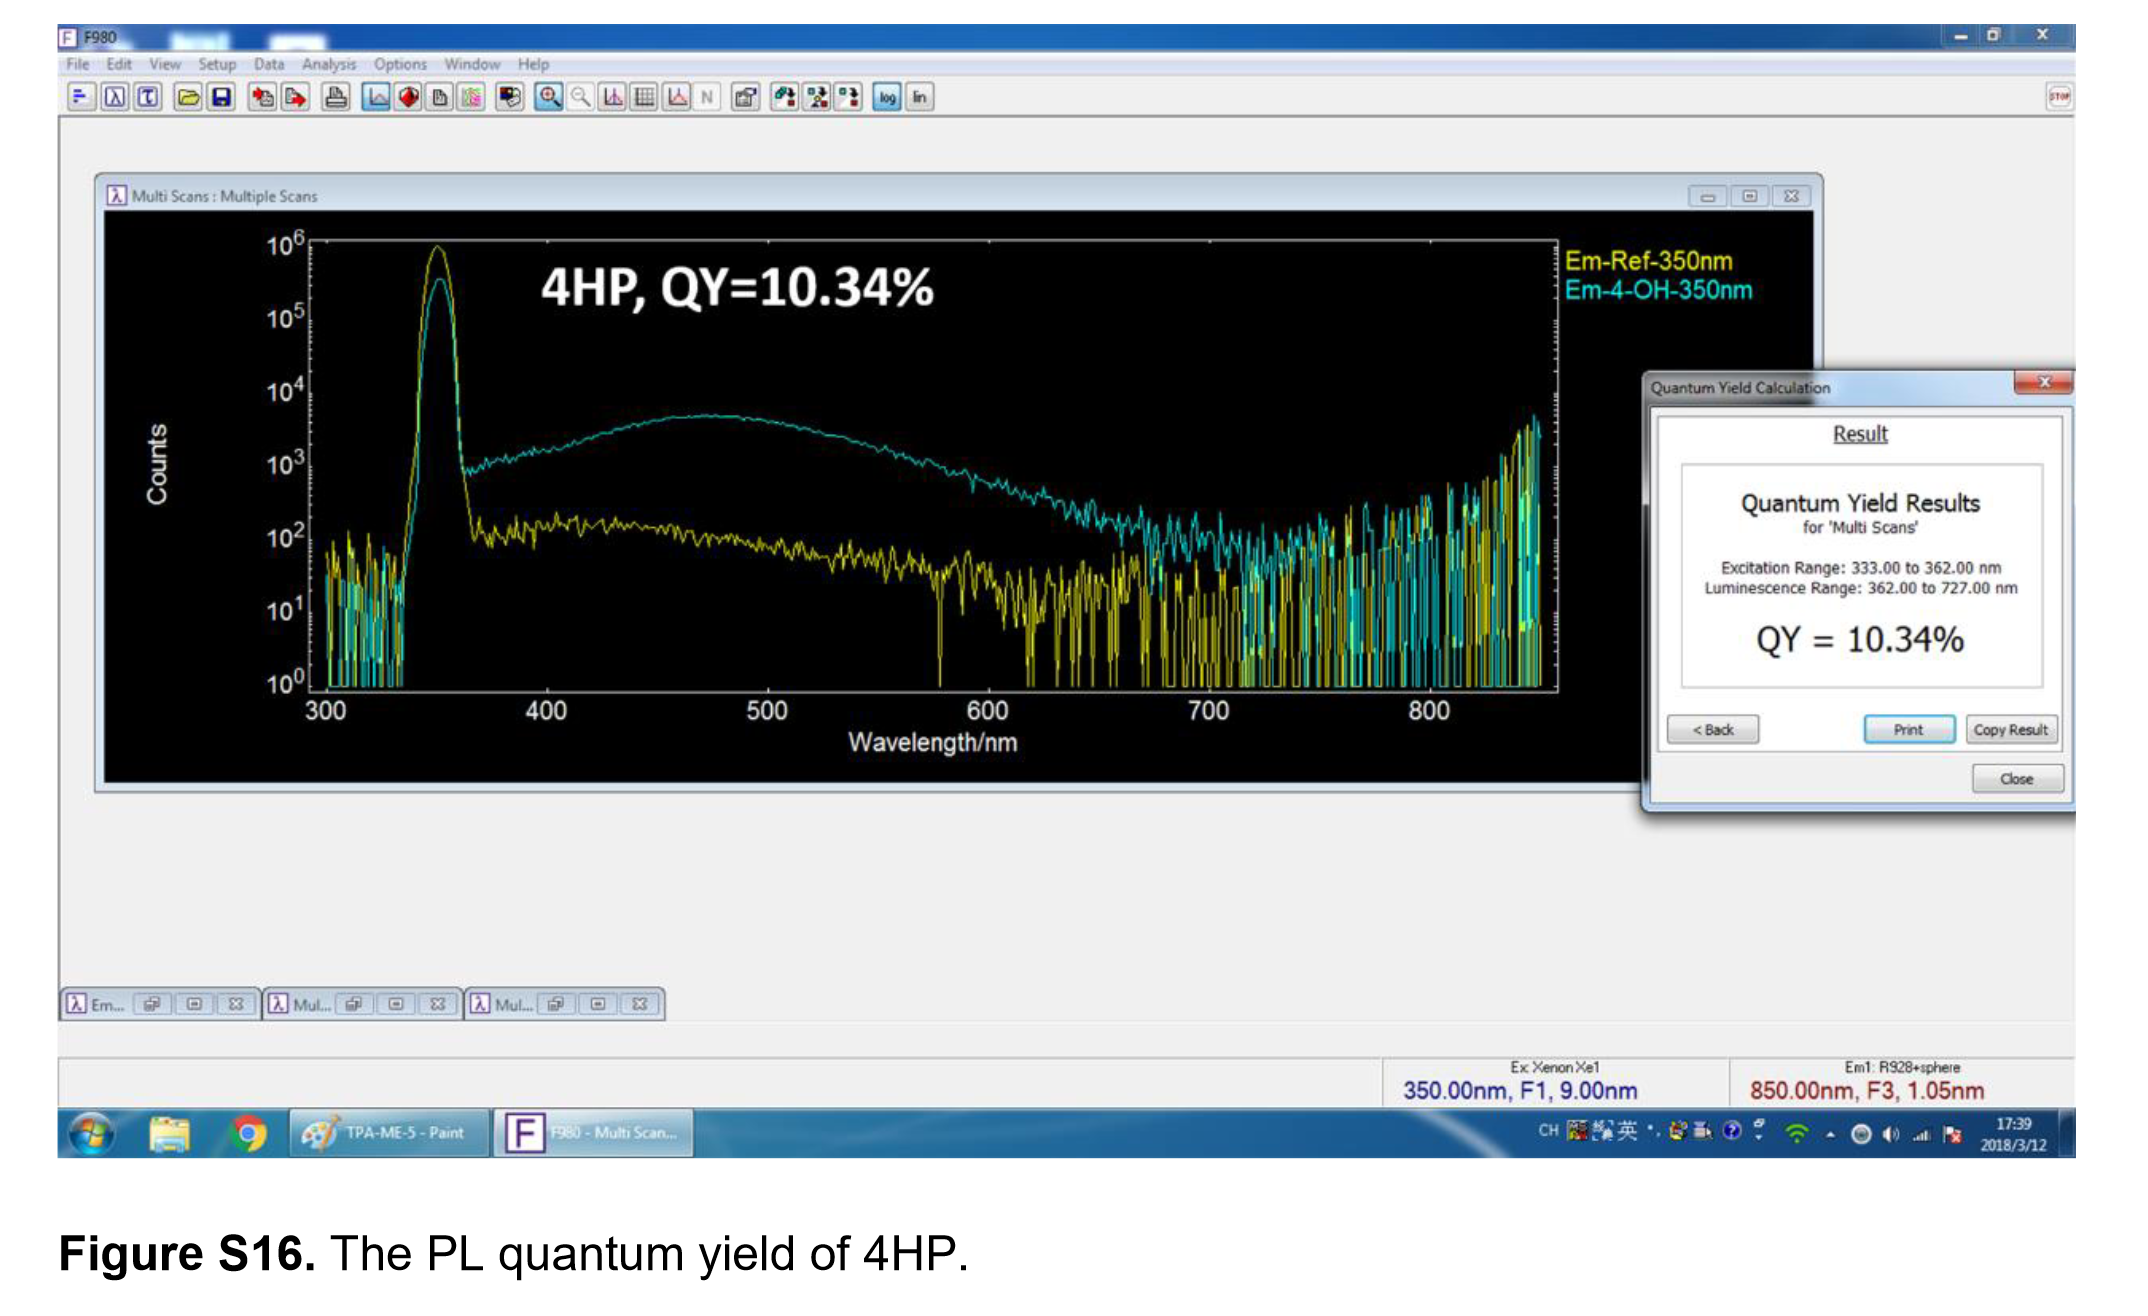 F980
File Edit View Setup Data Analysis Options Window Help
log lin
STOP
Multi Scans : Multiple Scans
4HP, QY=10.34%
Em-Ref-350nm
Em-4-OH-350nm
10^6
10^5
10^4
10^3
10^2
10^1
10^0
Counts
300 400 500 600 700 800
Wavelength/nm
Quantum Yield Calculation
Result
Quantum Yield Results
for 'Multi Scans'
Excitation Range: 333.00 to 362.00 nm
Luminescence Range: 362.00 to 727.00 nm
QY = 10.34%
< Back Print Copy Result
Close
Em... Mul... Mul...
Ex: Xenon Xe1
350.00nm, F1, 9.00nm
Em1: R928+sphere
850.00nm, F3, 1.05nm
TPA-ME-5 - Paint
F980 - Multi Scan...
CH 英
17:39
2018/3/12
Figure S16. The PL quantum yield of 4HP.